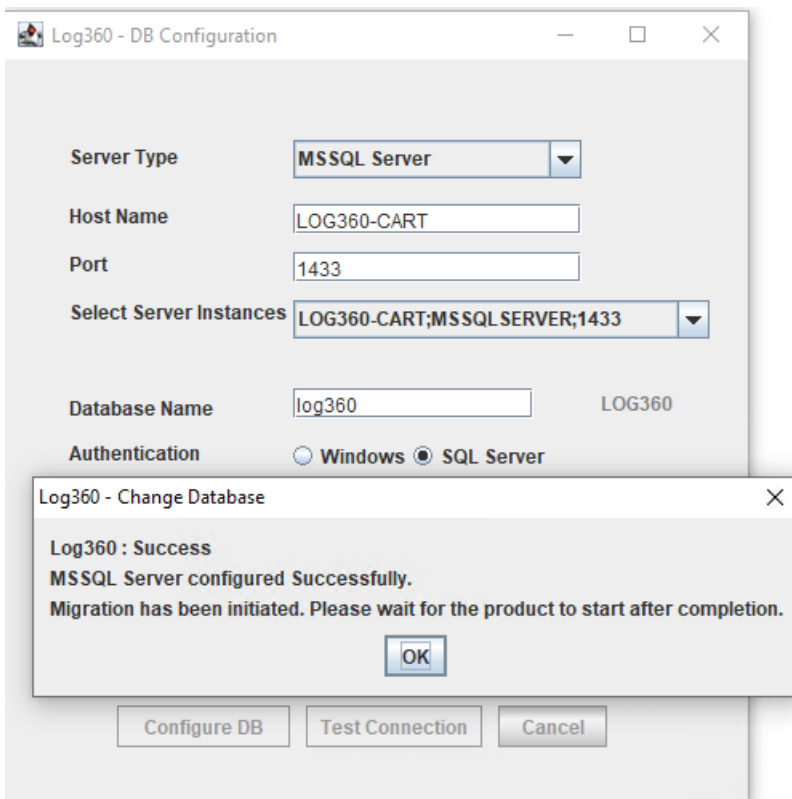 Log360 - DB Configuration
Server Type MSSQL Server
Host Name LOG360-CART
Port 1433
Select Server Instances LOG360-CART;MSSQLSERVER;1433
Database Name log360 LOG360
Authentication Windows SQL Server
Log360 - Change Database
Log360 : Success
MSSQL Server configured Successfully.
Migration has been initiated. Please wait for the product to start after completion.
OK
Configure DB Test Connection Cancel